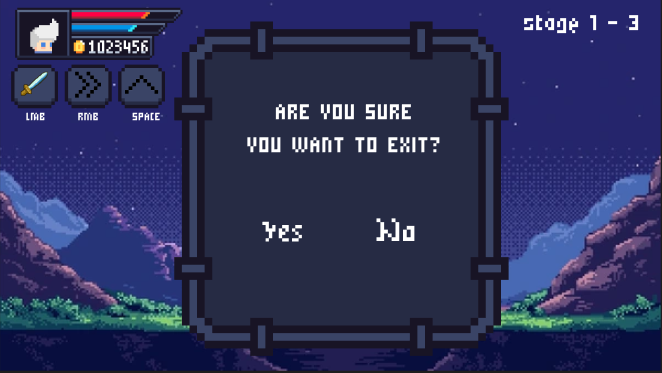 stage 1 - 3
1023456
LMB RMB SPACE
ARE YOU SURE
YOU WANT TO EXIT?
Yes No